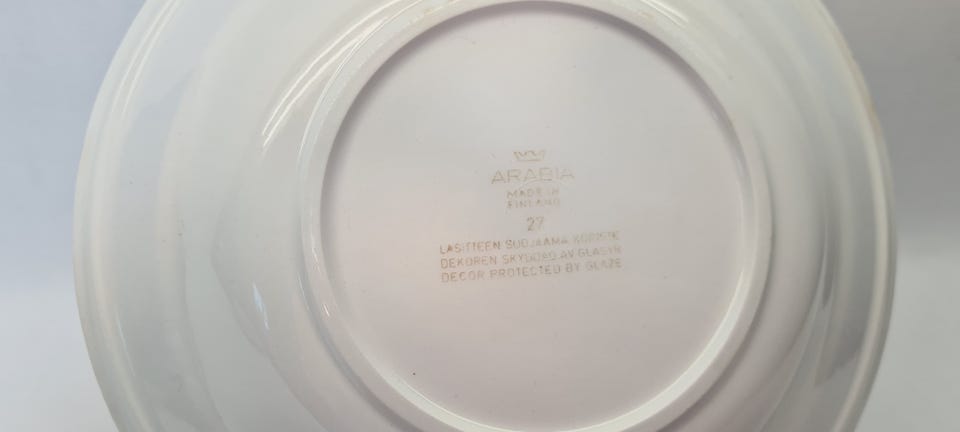 ARABIA
MADE IN
FINLAND
27
LASITTEEN SUOJAAMA KORISTE
DEKOREN SKYDDAD AV GLASYR
DECOR PROTECTED BY GLAZE